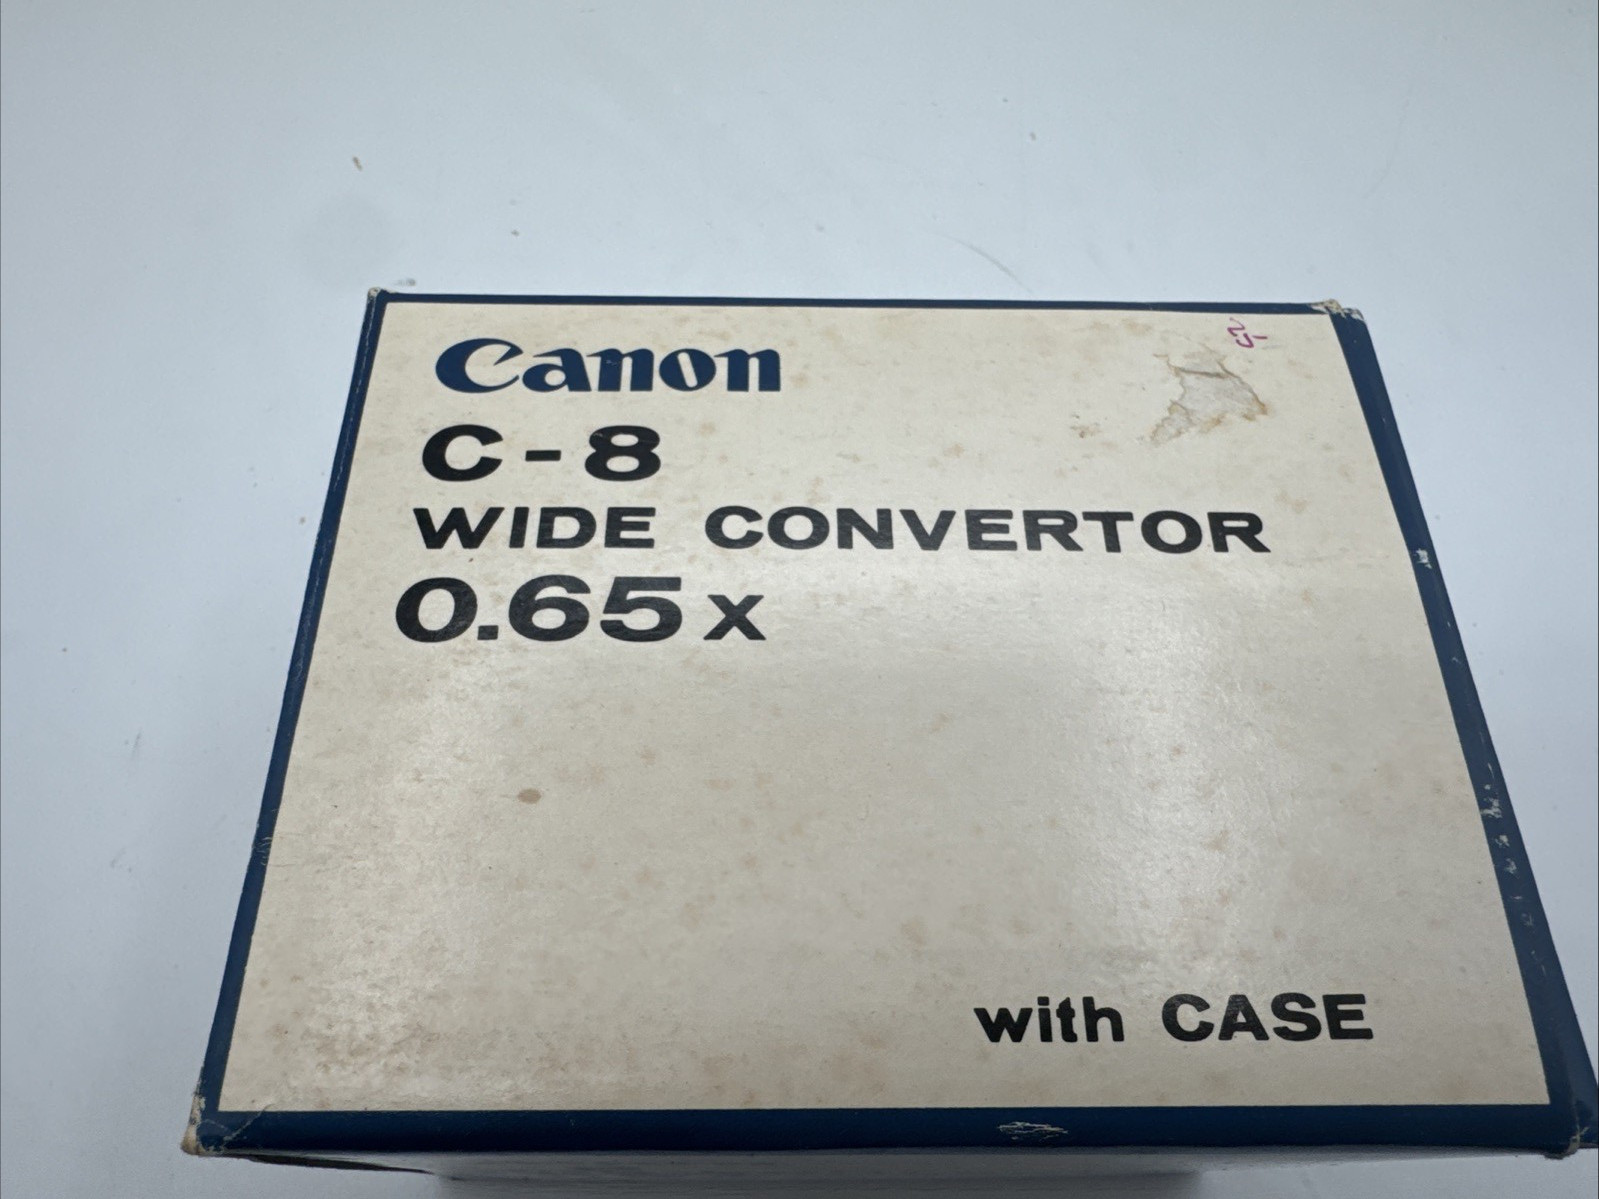 Canon
C-8
WIDE CONVERTOR
0.65x
with CASE